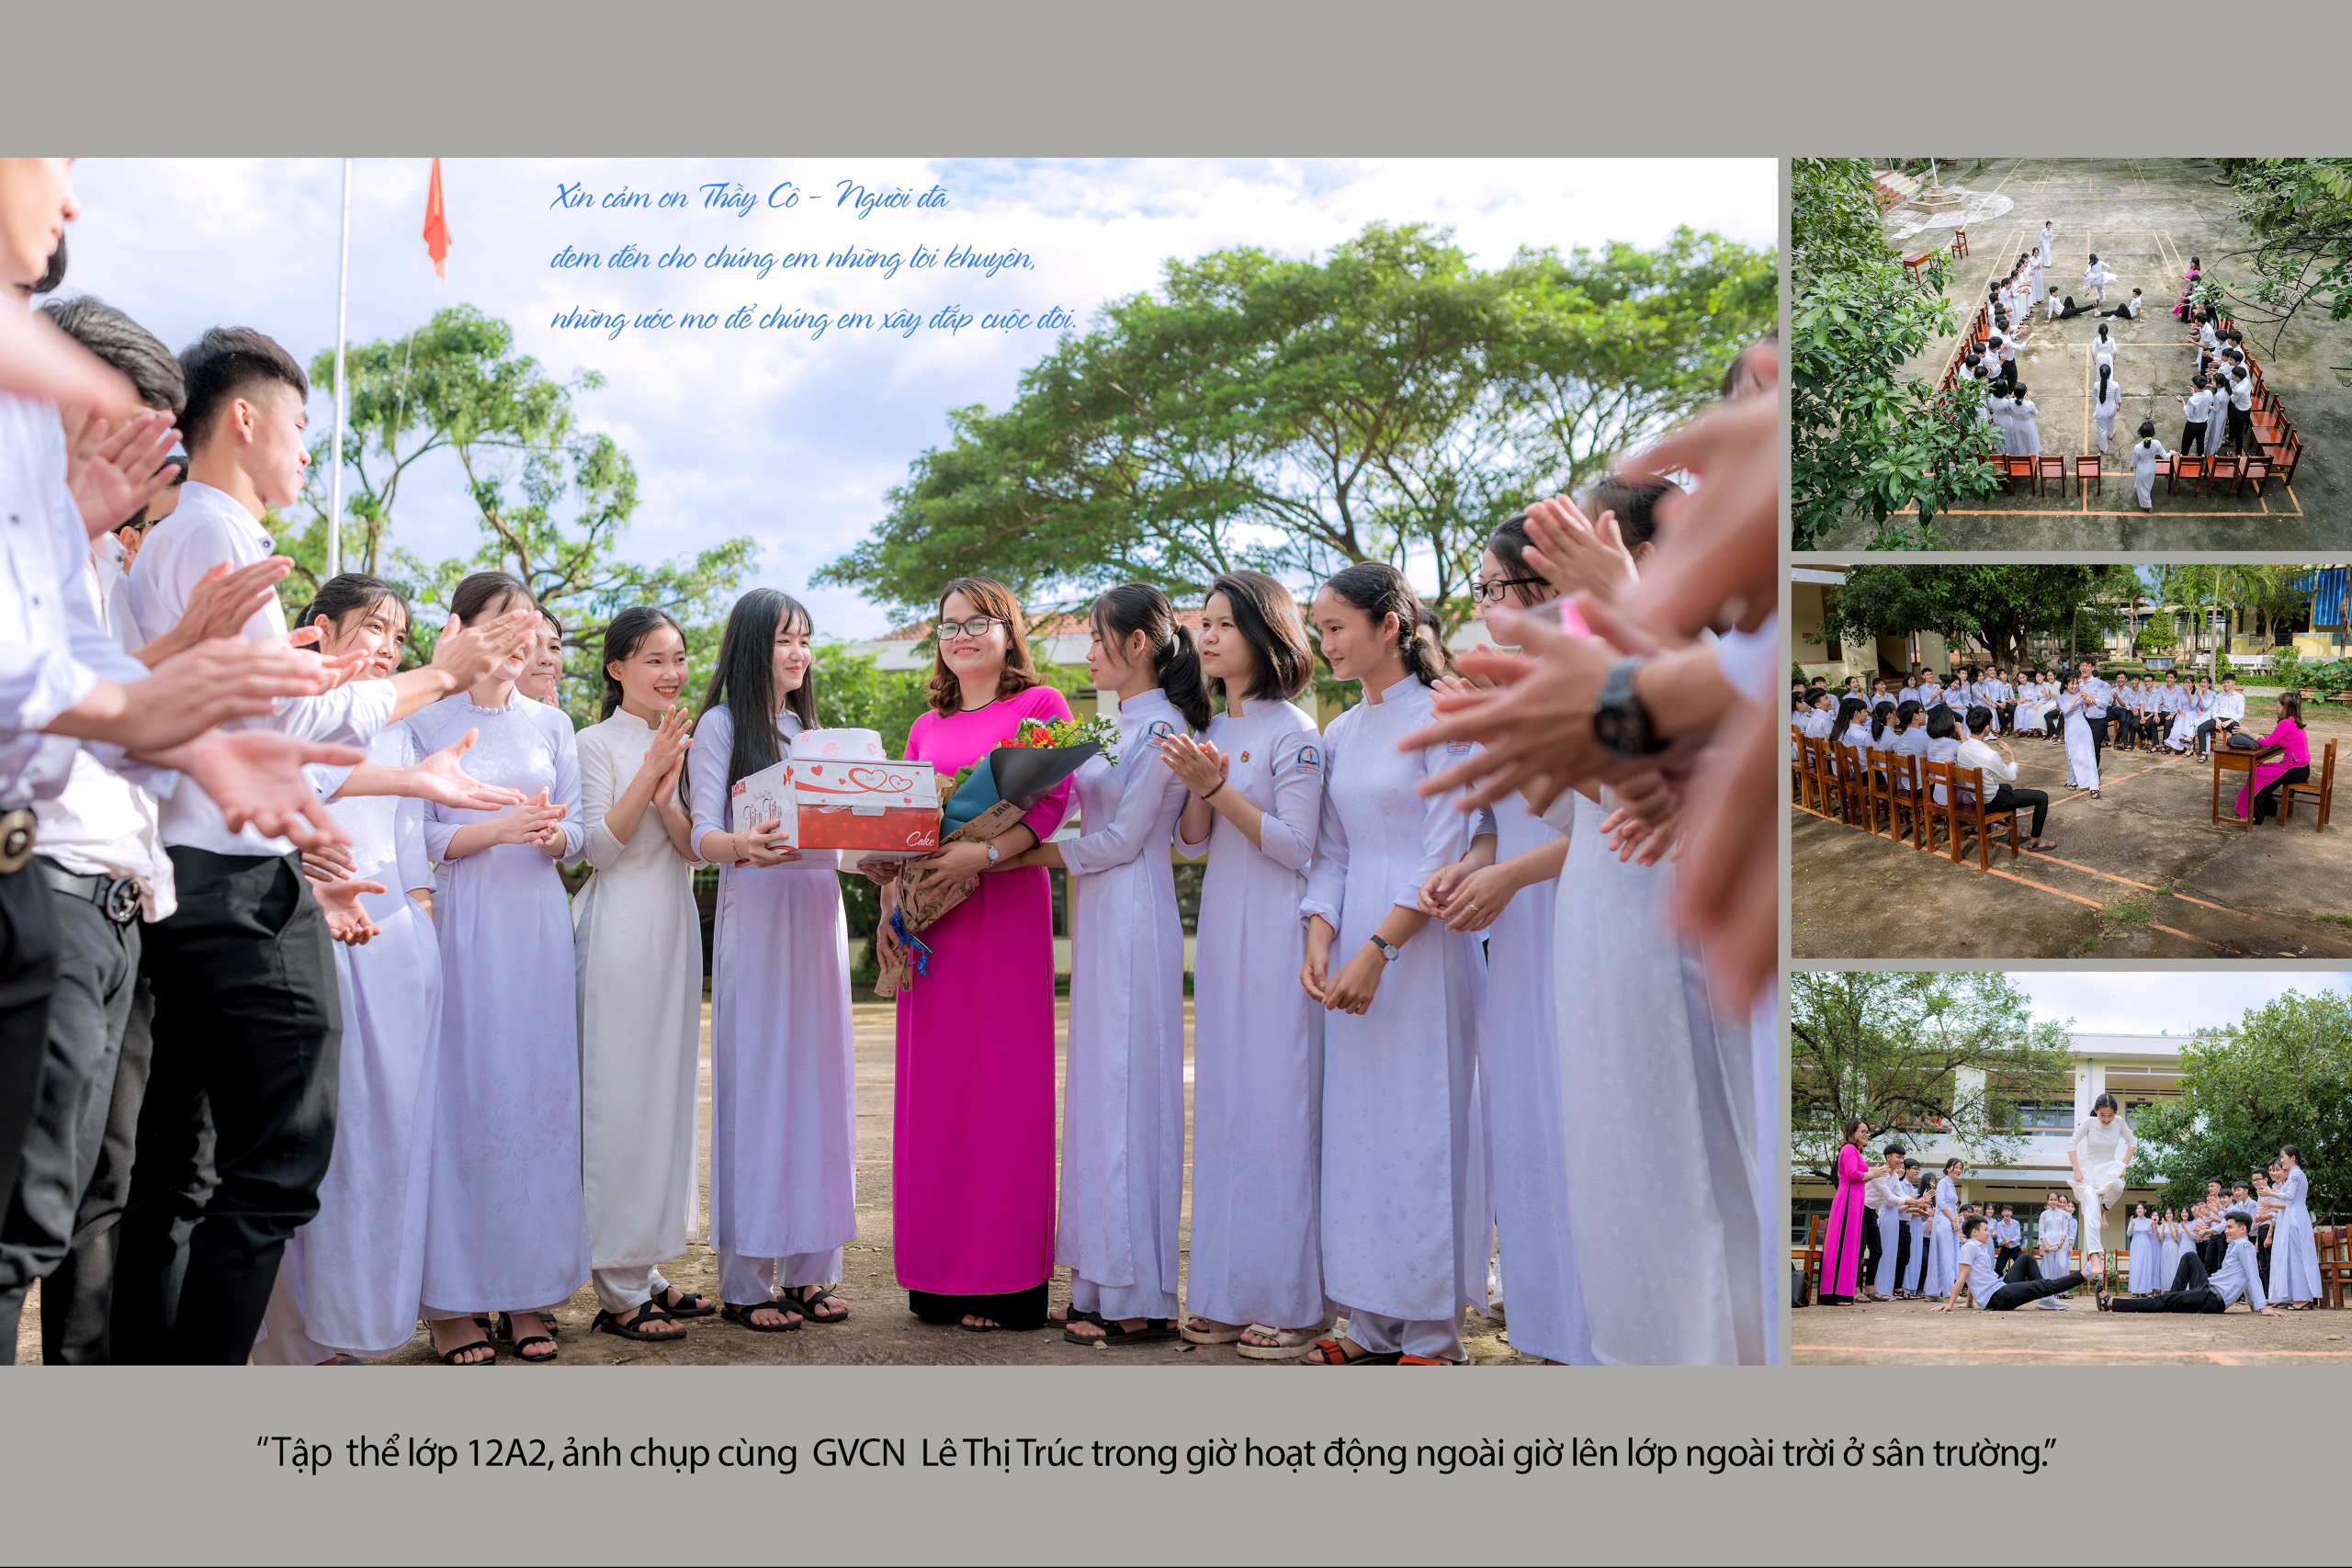 Xin cảm ơn Thầy Cô - Người đã
đem đến cho chúng em những lời khuyên,
những ước mơ để chúng em xây đắp cuộc đời.
Cake
“Tập thể lớp 12A2, ảnh chụp cùng GVCN Lê Thị Trúc trong giờ hoạt động ngoài giờ lên lớp ngoài trời ở sân trường.”